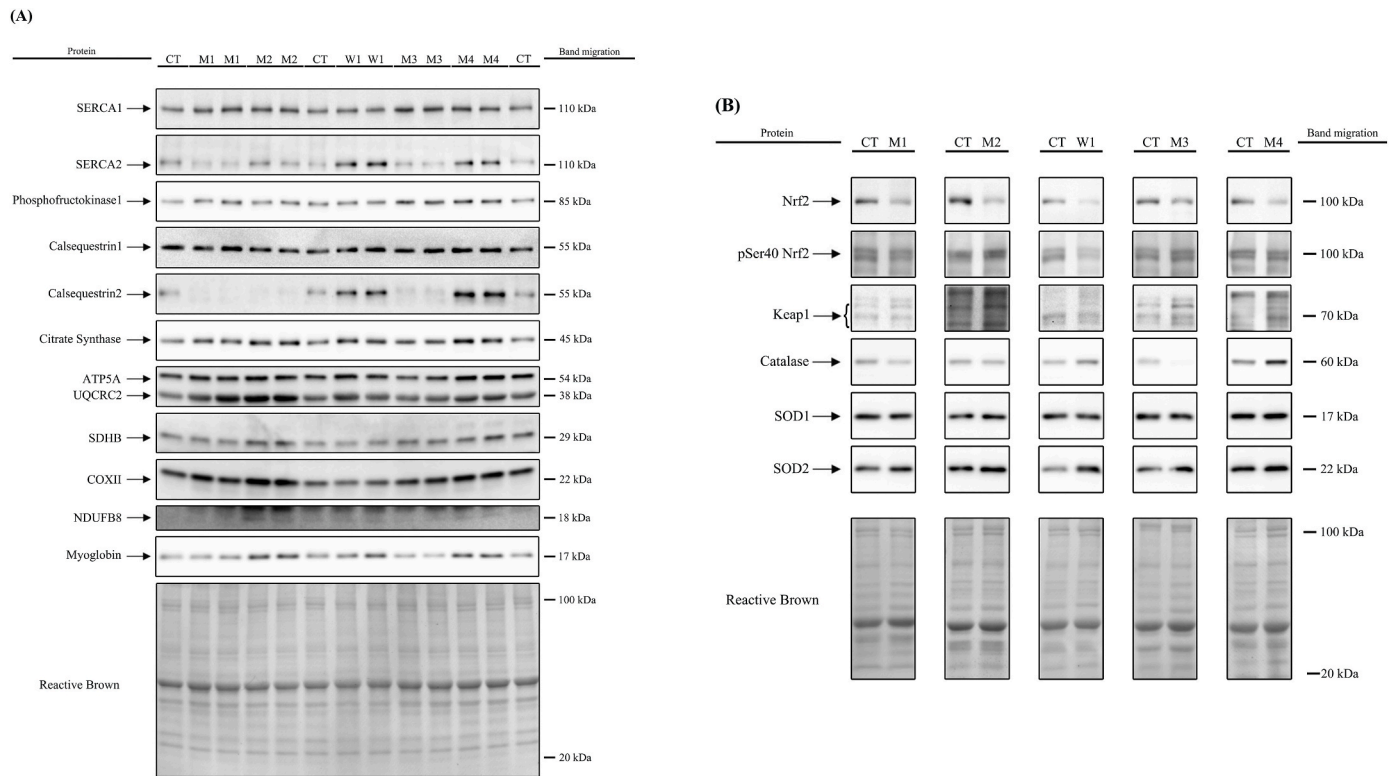 (A)
Protein
CT M1 M1 M2 M2 CT W1 W1 M3 M3 M4 M4 CT
Band migration
SERCA1
110 kDa
SERCA2
110 kDa
Phosphofructokinase1
85 kDa
Calsequestrin1
55 kDa
Calsequestrin2
55 kDa
Citrate Synthase
45 kDa
ATP5A
54 kDa
UQCRC2
38 kDa
SDHB
29 kDa
COXII
22 kDa
NDUFB8
18 kDa
Myoglobin
17 kDa
100 kDa
Reactive Brown
20 kDa
(B)
Protein
CT M1
CT M2
CT W1
CT M3
CT M4
Band migration
Nrf2
100 kDa
pSer40 Nrf2
100 kDa
Keap1
70 kDa
Catalase
60 kDa
SOD1
17 kDa
SOD2
22 kDa
100 kDa
Reactive Brown
20 kDa